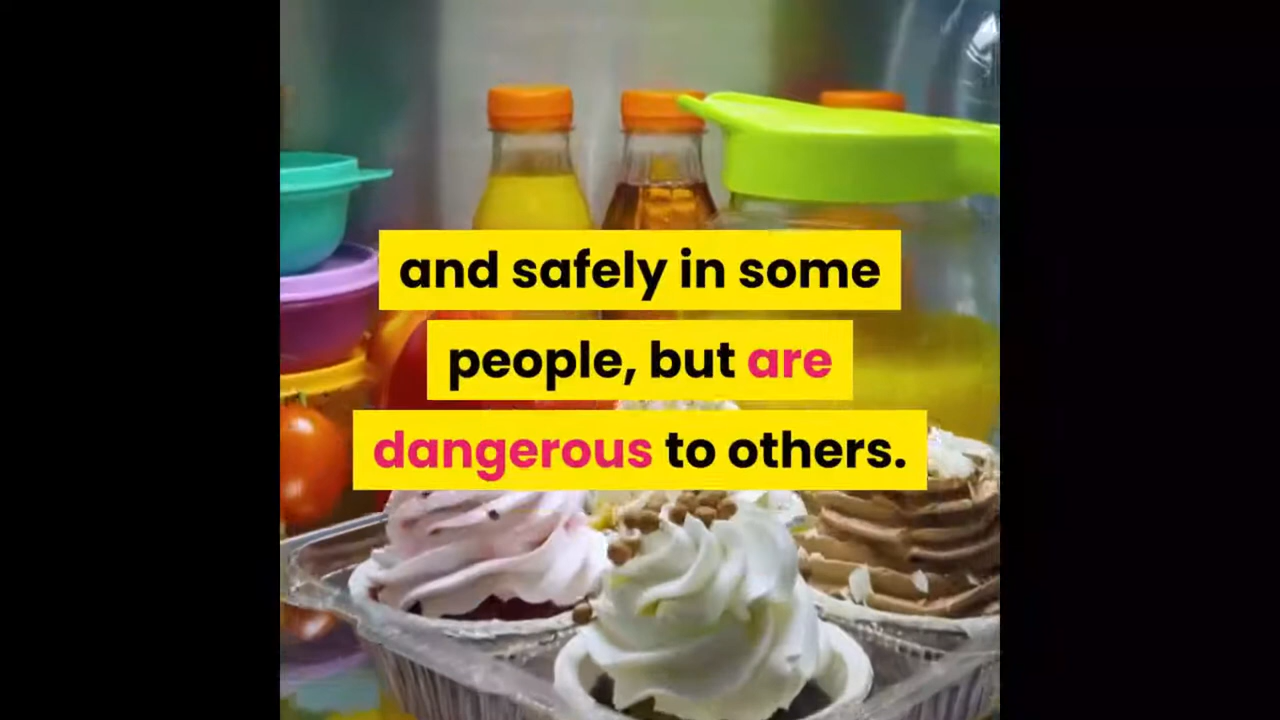 and safely in some
people, but are
dangerous to others.